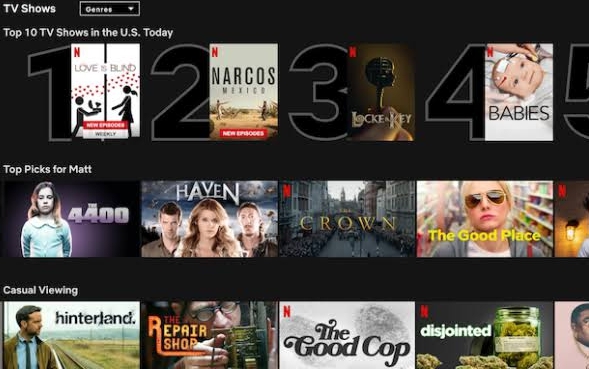 TV Shows
Genres
Top 10 TV Shows in the U.S. Today
1
LOVE IS BLIND
NEW EPISODES
WEEKLY
2
N
NARCOS
MEXICO
NEW EPISODES
3
N
LOCKE & KEY
4
N
BABIES
5
Top Picks for Matt
THE
4400
HAVEN
N
THE
CROWN
The Good Place
N
Casual Viewing
hinterland.
THE
REPAIR
SHOP
N
The
Good Cop
N
disjointed